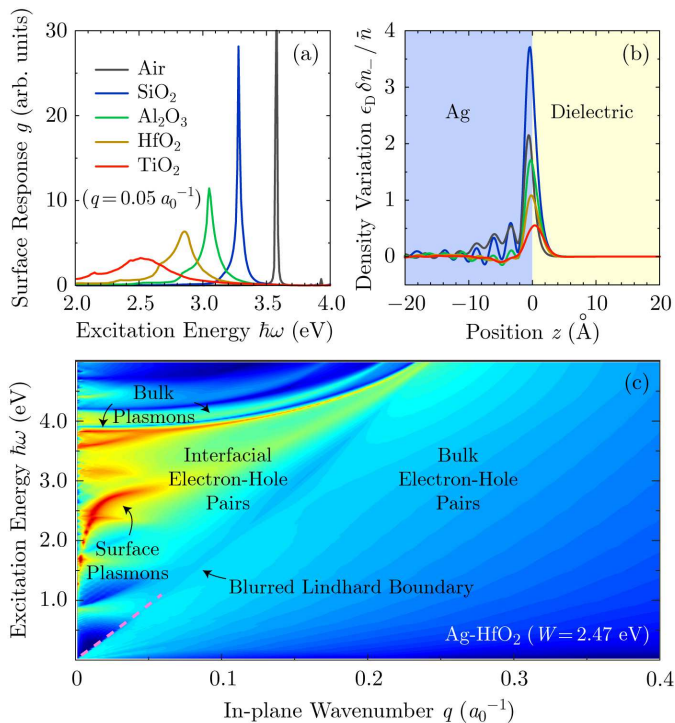 Surface Response g (arb. units)
30
20
10
0
(a)
Air
SiO₂
Al₂O₃
HfO₂
TiO₂
(q = 0.05 a₀⁻¹)
2.0 2.5 3.0 3.5 4.0
Excitation Energy ħω (eV)
Density Variation ϵ_D δn₋ / n̄
4
3
2
1
0
(b)
Ag
Dielectric
−20 −10 0 10 20
Position z (Å)
Excitation Energy ħω (eV)
4.0
3.0
2.0
1.0
(c)
Bulk
Plasmons
Interfacial
Electron-Hole
Pairs
Bulk
Electron-Hole
Pairs
Surface
Plasmons
Blurred Lindhard Boundary
Ag-HfO₂ (W = 2.47 eV)
0 0.1 0.2 0.3 0.4
In-plane Wavenumber q (a₀⁻¹)